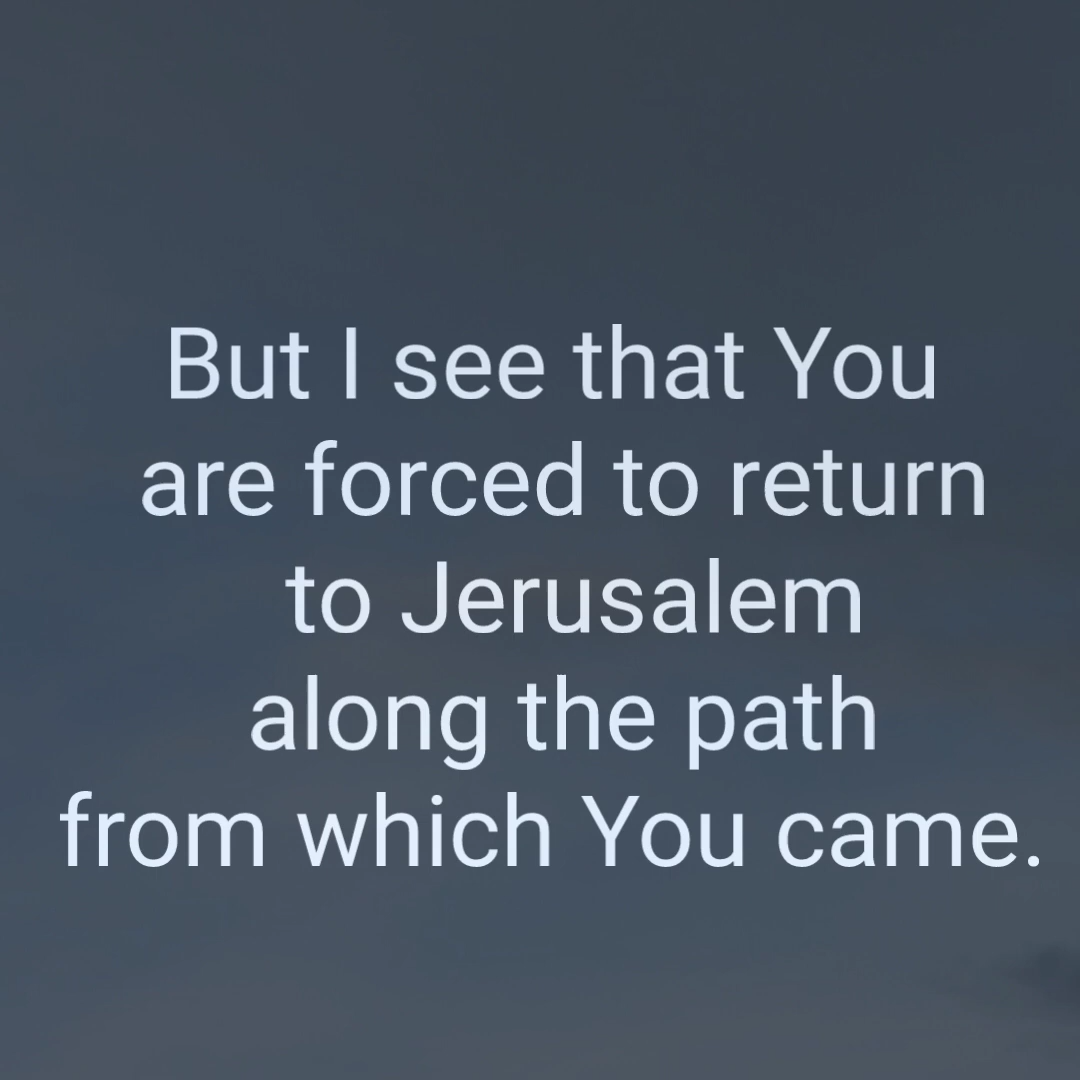 But I see that You
are forced to return
to Jerusalem
along the path
from which You came.